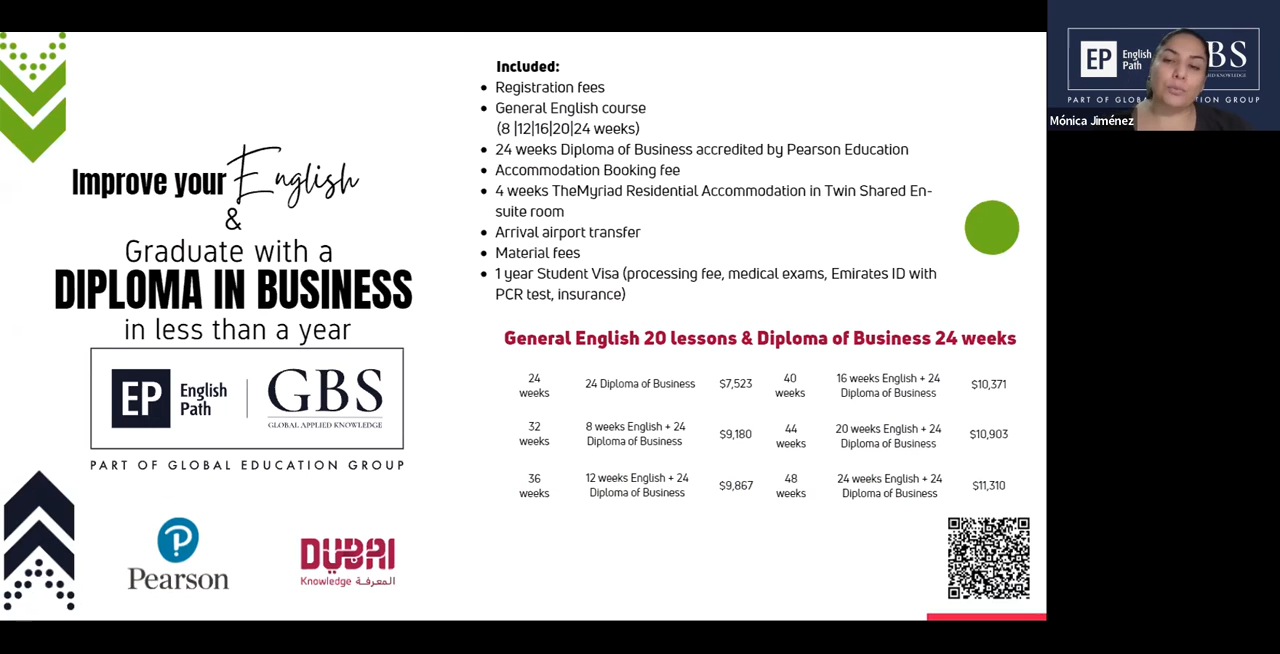 Improve your English
&
Graduate with a
DIPLOMA IN BUSINESS
in less than a year
EP English Path
GBS
GLOBAL APPLIED KNOWLEDGE
PART OF GLOBAL EDUCATION GROUP
Pearson
DUBAI
Knowledge المعرفة
Included:
Registration fees
General English course
(8 |12|16|20|24 weeks)
24 weeks Diploma of Business accredited by Pearson Education
Accommodation Booking fee
4 weeks TheMyriad Residential Accommodation in Twin Shared En-
suite room
Arrival airport transfer
Material fees
1 year Student Visa (processing fee, medical exams, Emirates ID with
PCR test, insurance)
General English 20 lessons & Diploma of Business 24 weeks
24 weeks 24 Diploma of Business $7,523
40 weeks 16 weeks English + 24 Diploma of Business $10,371
32 weeks 8 weeks English + 24 Diploma of Business $9,180
44 weeks 20 weeks English + 24 Diploma of Business $10,903
36 weeks 12 weeks English + 24 Diploma of Business $9,867
48 weeks 24 weeks English + 24 Diploma of Business $11,310
EP English Path
BS
PART OF GLOBA EDUCATION GROUP
Mónica Jiménez